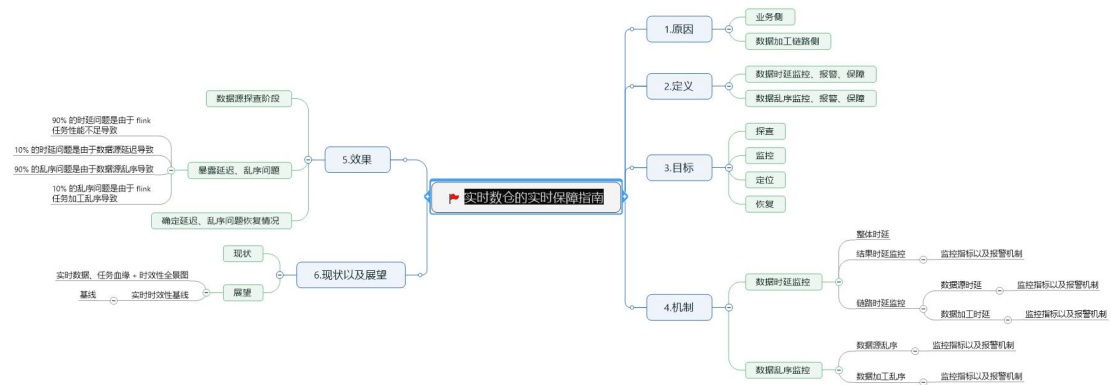 实时数仓的实时保障指南
1.原因
业务侧
数据加工链路侧
2.定义
数据时延监控、报警、保障
数据乱序监控、报警、保障
3.目标
探查
监控
定位
恢复
4.机制
数据时延监控
整体时延
结果时延监控
监控指标以及报警机制
链路时延监控
数据源时延
监控指标以及报警机制
数据加工时延
监控指标以及报警机制
数据乱序监控
数据源乱序
监控指标以及报警机制
数据加工乱序
监控指标以及报警机制
5.效果
数据源探查阶段
暴露延迟、乱序问题
90% 的时延问题是由于 flink
任务性能不足导致
10% 的时延问题是由于数据源延迟导致
90% 的乱序问题是由于数据源乱序导致
10% 的乱序问题是由于 flink
任务加工乱序导致
确定延迟、乱序问题恢复情况
6.现状以及展望
现状
展望
实时数据、任务血缘 + 时效性全景图
实时时效性基线
基线